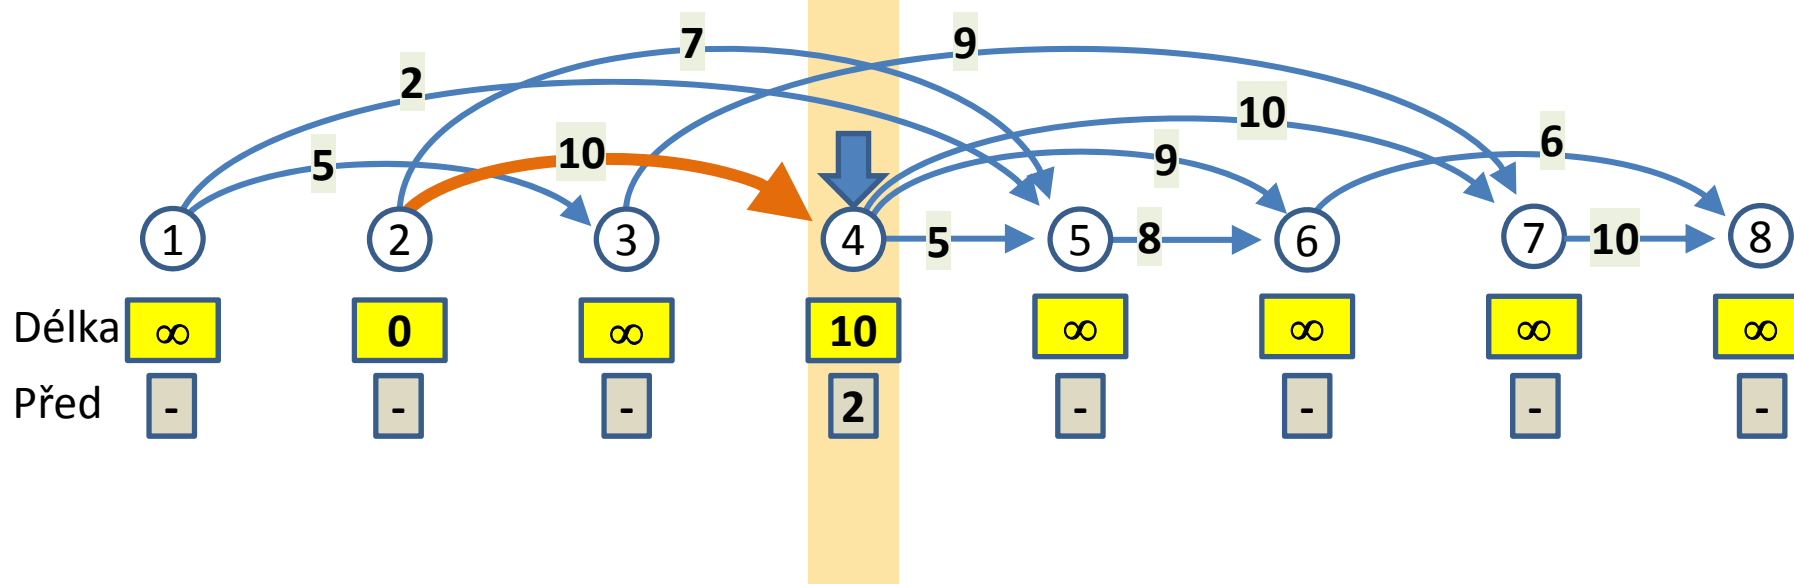 7 9
2
10
5 10 9 6
1 2 3 4 5 5 8 6 7 10 8
Délka ∞ 0 ∞ 10 ∞ ∞ ∞ ∞
Před - - - 2 - - - -